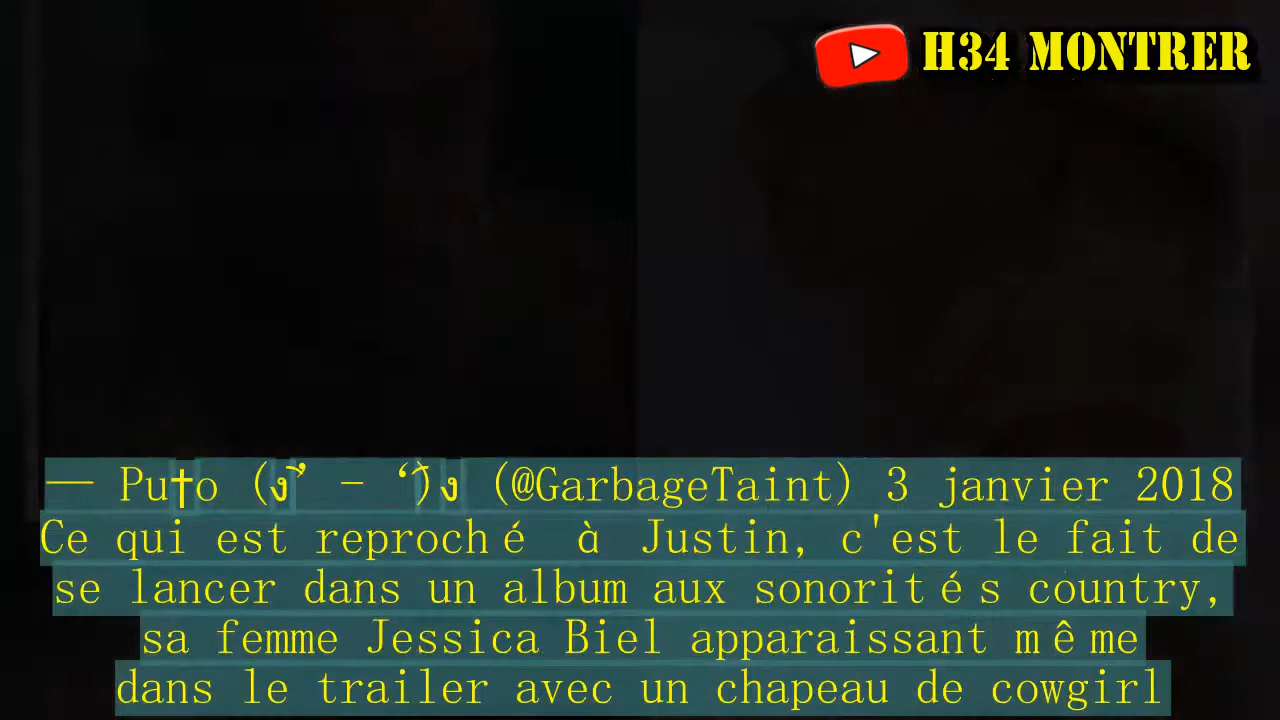 H34 MONTRER
— Pu†o (ง'̀-'́)ง (@GarbageTaint) 3 janvier 2018
Ce qui est reproché à Justin, c'est le fait de
se lancer dans un album aux sonorités country,
sa femme Jessica Biel apparaissant même
dans le trailer avec un chapeau de cowgirl